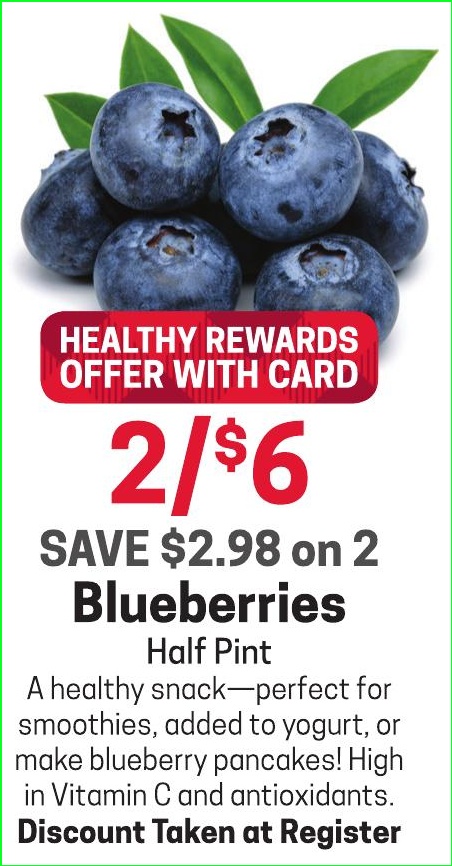 HEALTHY REWARDS
OFFER WITH CARD
2/$6
SAVE $2.98 on 2
Blueberries
Half Pint
A healthy snack—perfect for
smoothies, added to yogurt, or
make blueberry pancakes! High
in Vitamin C and antioxidants.
Discount Taken at Register